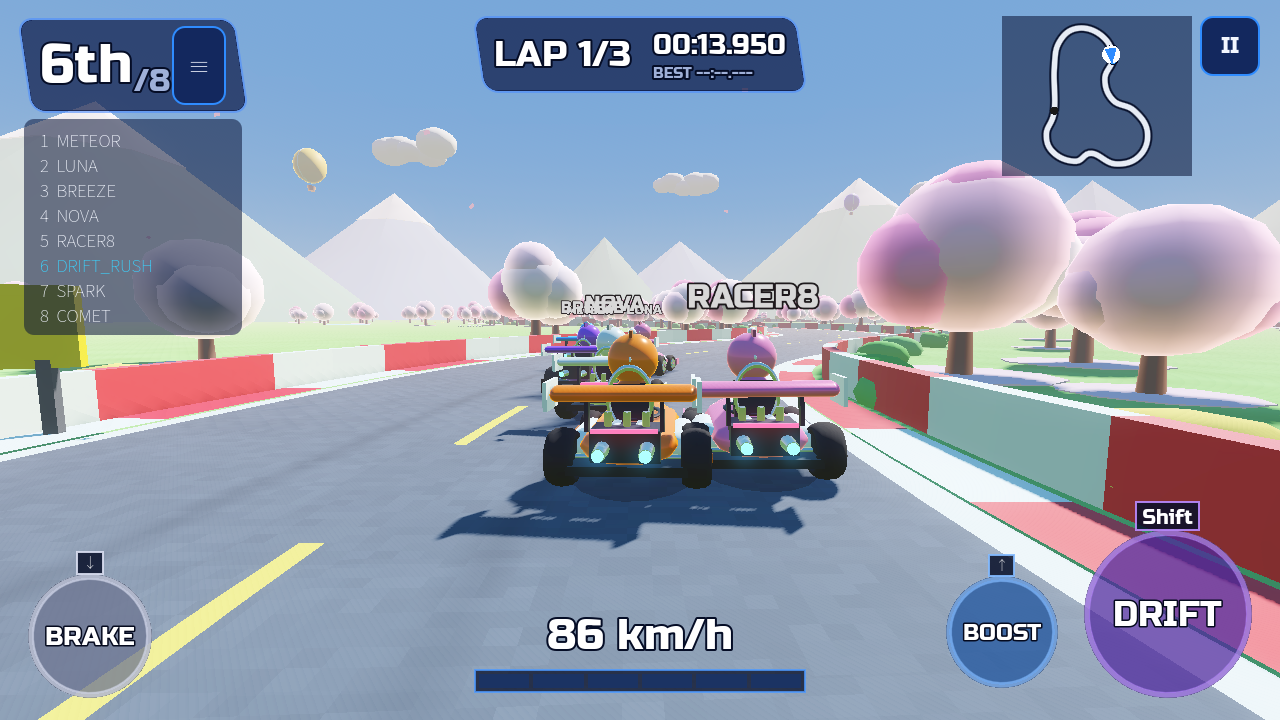 6th/8
1 METEOR
2 LUNA
3 BREEZE
4 NOVA
5 RACER8
6 DRIFT_RUSH
7 SPARK
8 COMET
LAP 1/3
00:13.950
BEST --:--.---
II
NOVA
LUNA
RACER8
↓
BRAKE
86 km/h
↑
BOOST
Shift
DRIFT